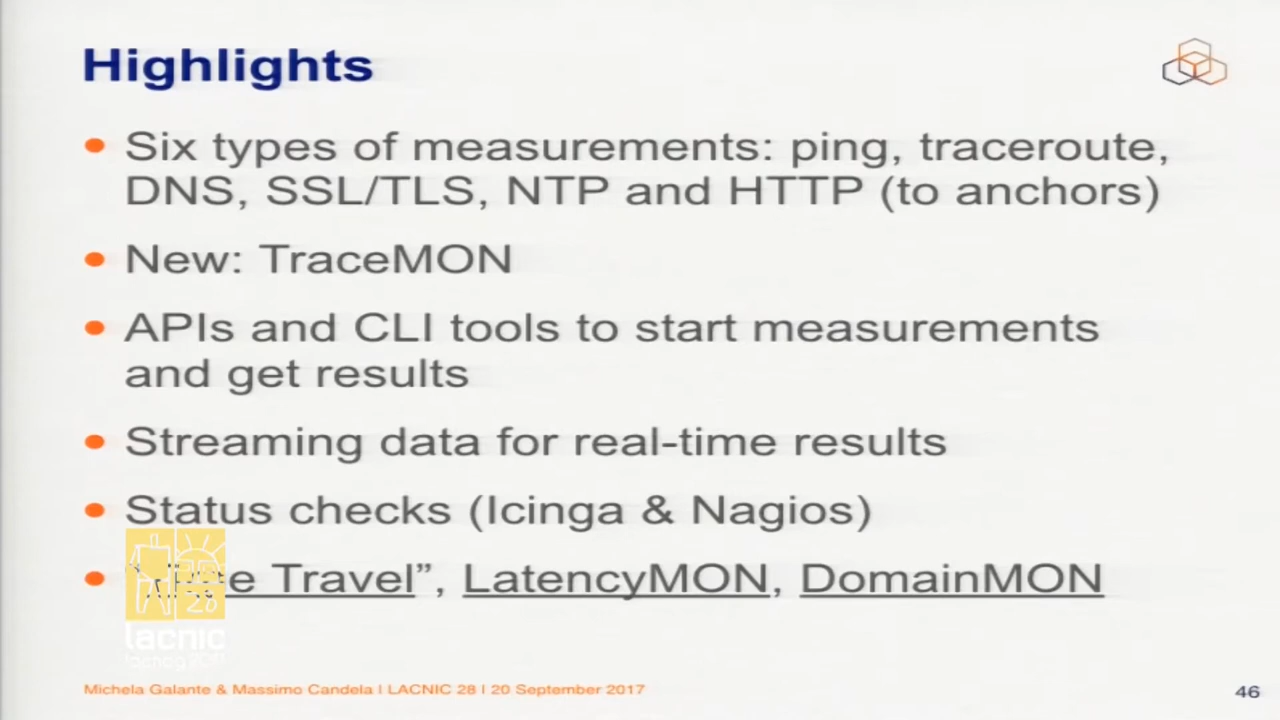 Highlights
• Six types of measurements: ping, traceroute,
DNS, SSL/TLS, NTP and HTTP (to anchors)
• New: TraceMON
• APIs and CLI tools to start measurements
and get results
• Streaming data for real-time results
• Status checks (Icinga & Nagios)
• Travel”, LatencyMON, DomainMON
lacnic
Michela Galante & Massimo Candela | LACNIC 28 | 20 September 2017
46